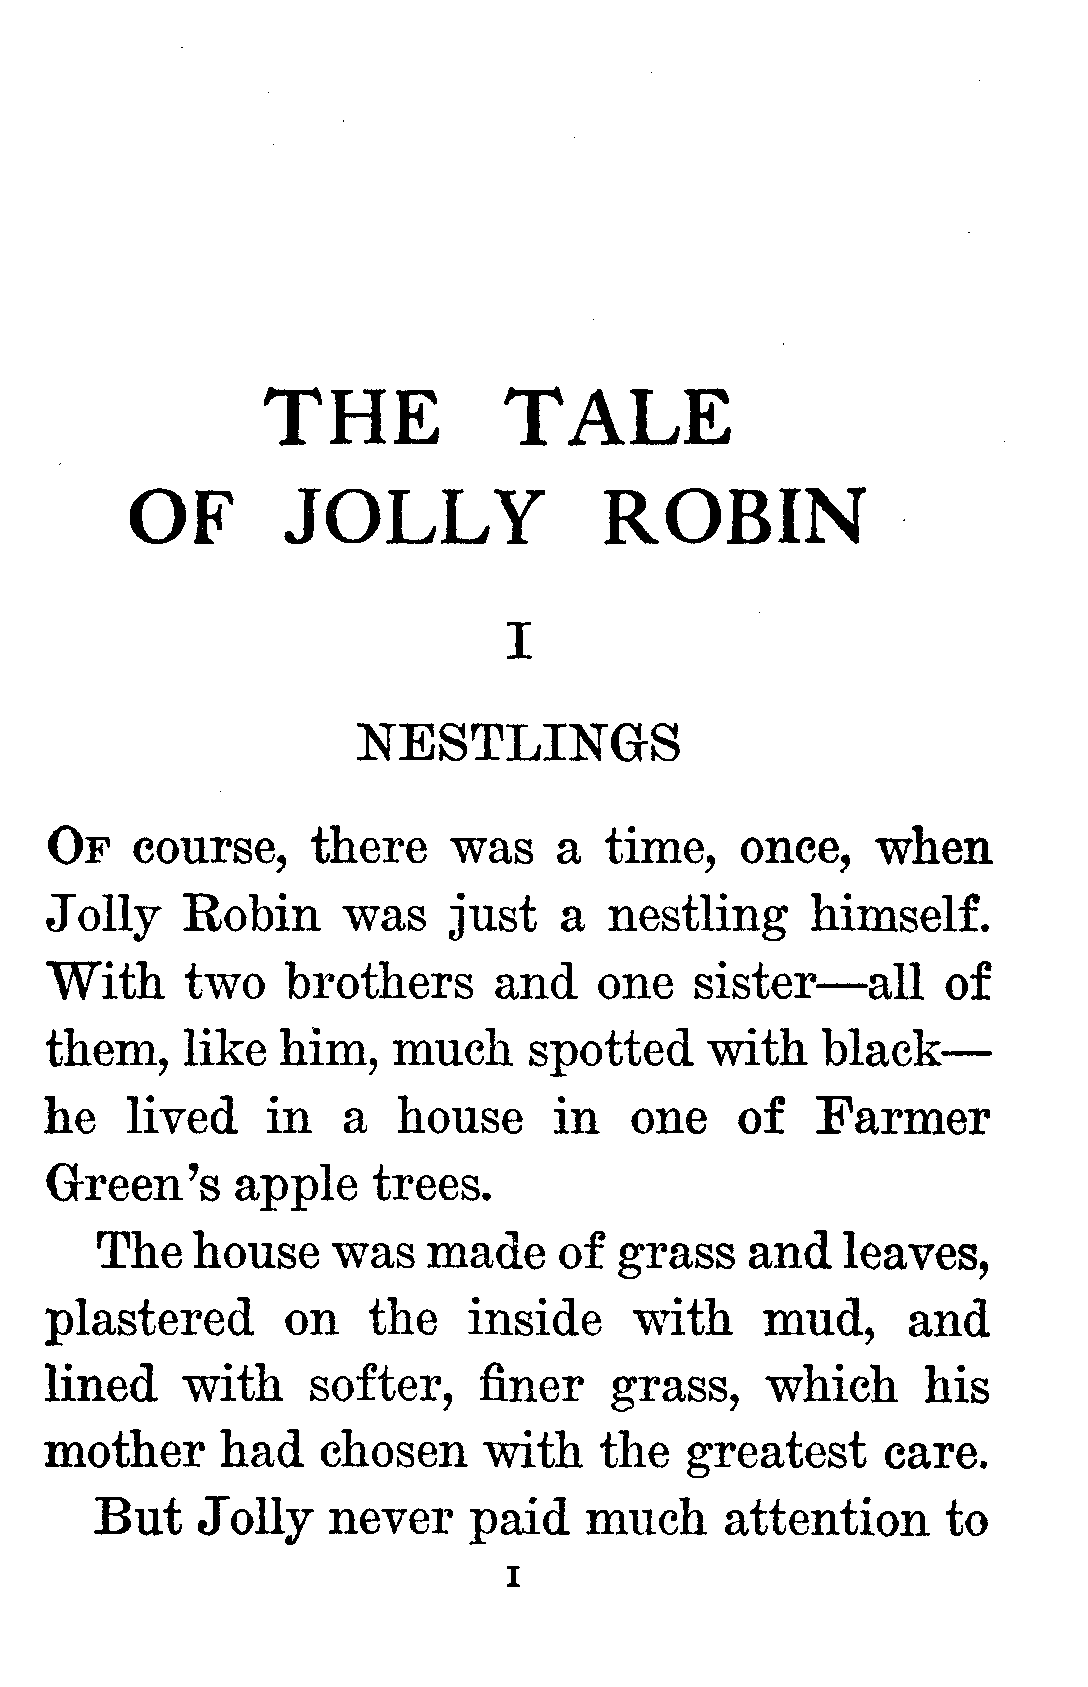 THE TALE
OF JOLLY ROBIN
I
NESTLINGS
OF course, there was a time, once, when
Jolly Robin was just a nestling himself.
With two brothers and one sister—all of
them, like him, much spotted with black—
he lived in a house in one of Farmer
Green's apple trees.
The house was made of grass and leaves,
plastered on the inside with mud, and
lined with softer, finer grass, which his
mother had chosen with the greatest care.
But Jolly never paid much attention to
I